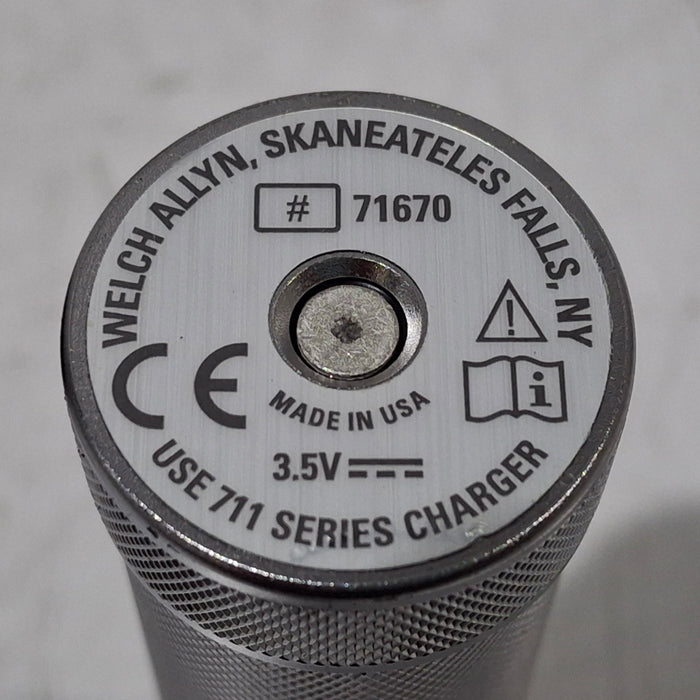 WELCH ALLYN, SKANEATELES FALLS, NY
# 71670
CE
MADE IN USA
3.5V
USE 711 SERIES CHARGER